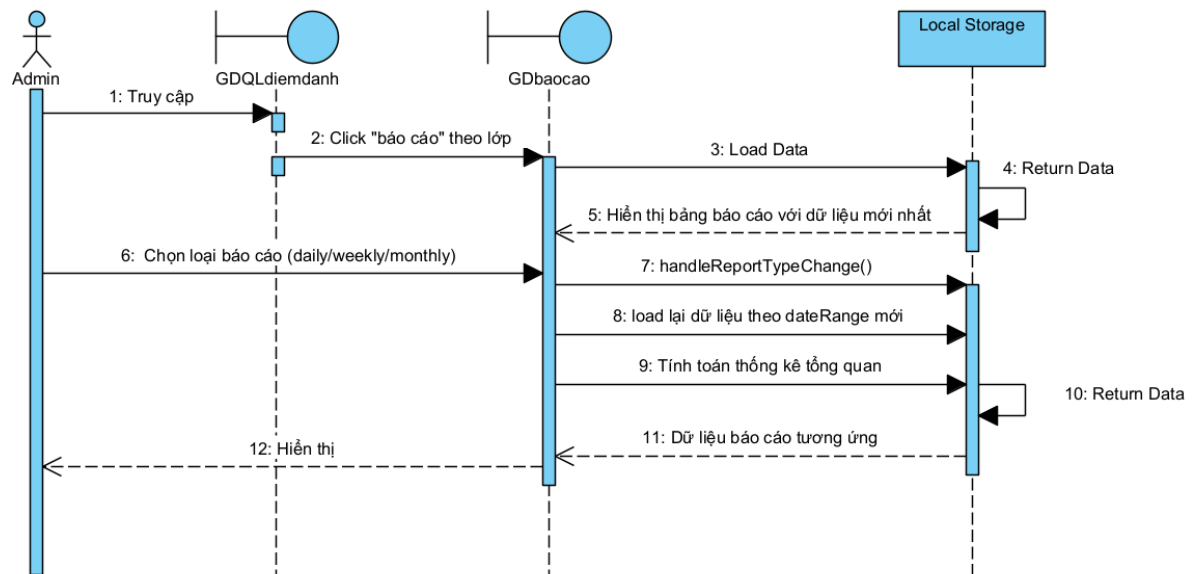 Local Storage
Admin
GDQLdiemdanh
GDbaocao
1: Truy cập
2: Click "báo cáo" theo lớp
3: Load Data
4: Return Data
5: Hiển thị bảng báo cáo với dữ liệu mới nhất
6: Chọn loại báo cáo (daily/weekly/monthly)
7: handleReportTypeChange()
8: load lại dữ liệu theo dateRange mới
9: Tính toán thống kê tổng quan
10: Return Data
11: Dữ liệu báo cáo tương ứng
12: Hiển thị